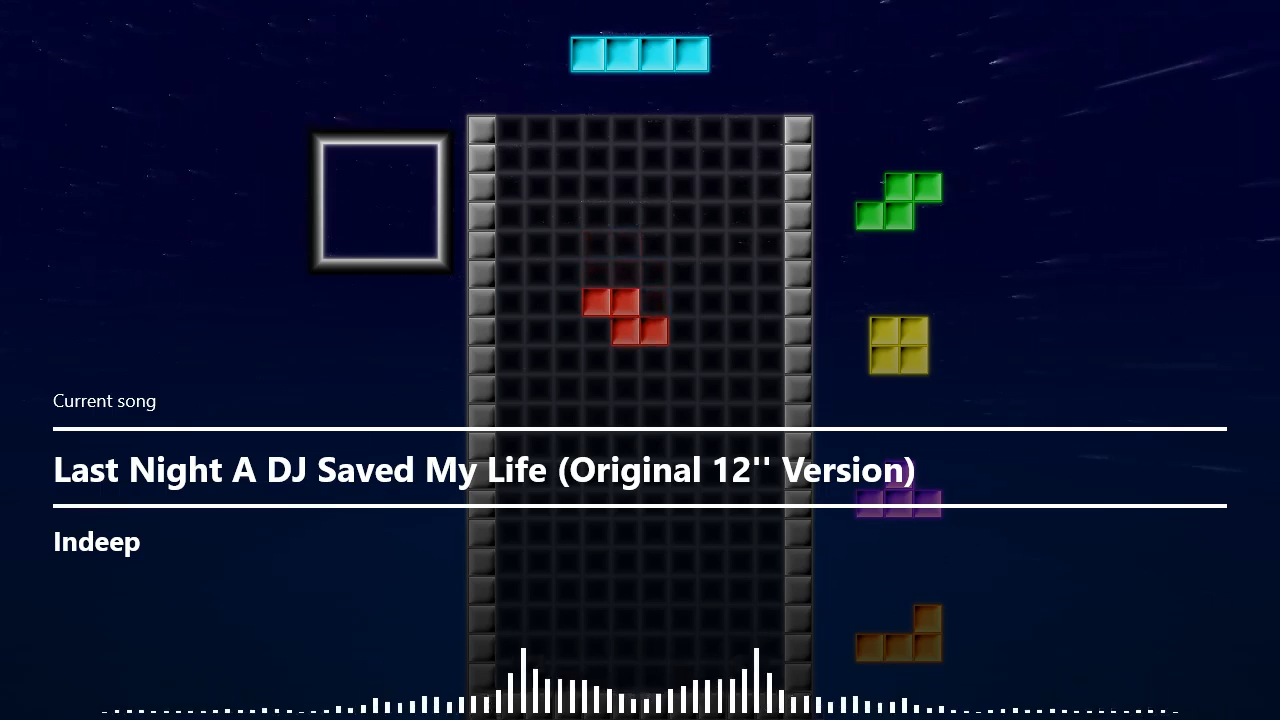 Current song
Last Night A DJ Saved My Life (Original 12'' Version)
Indeep